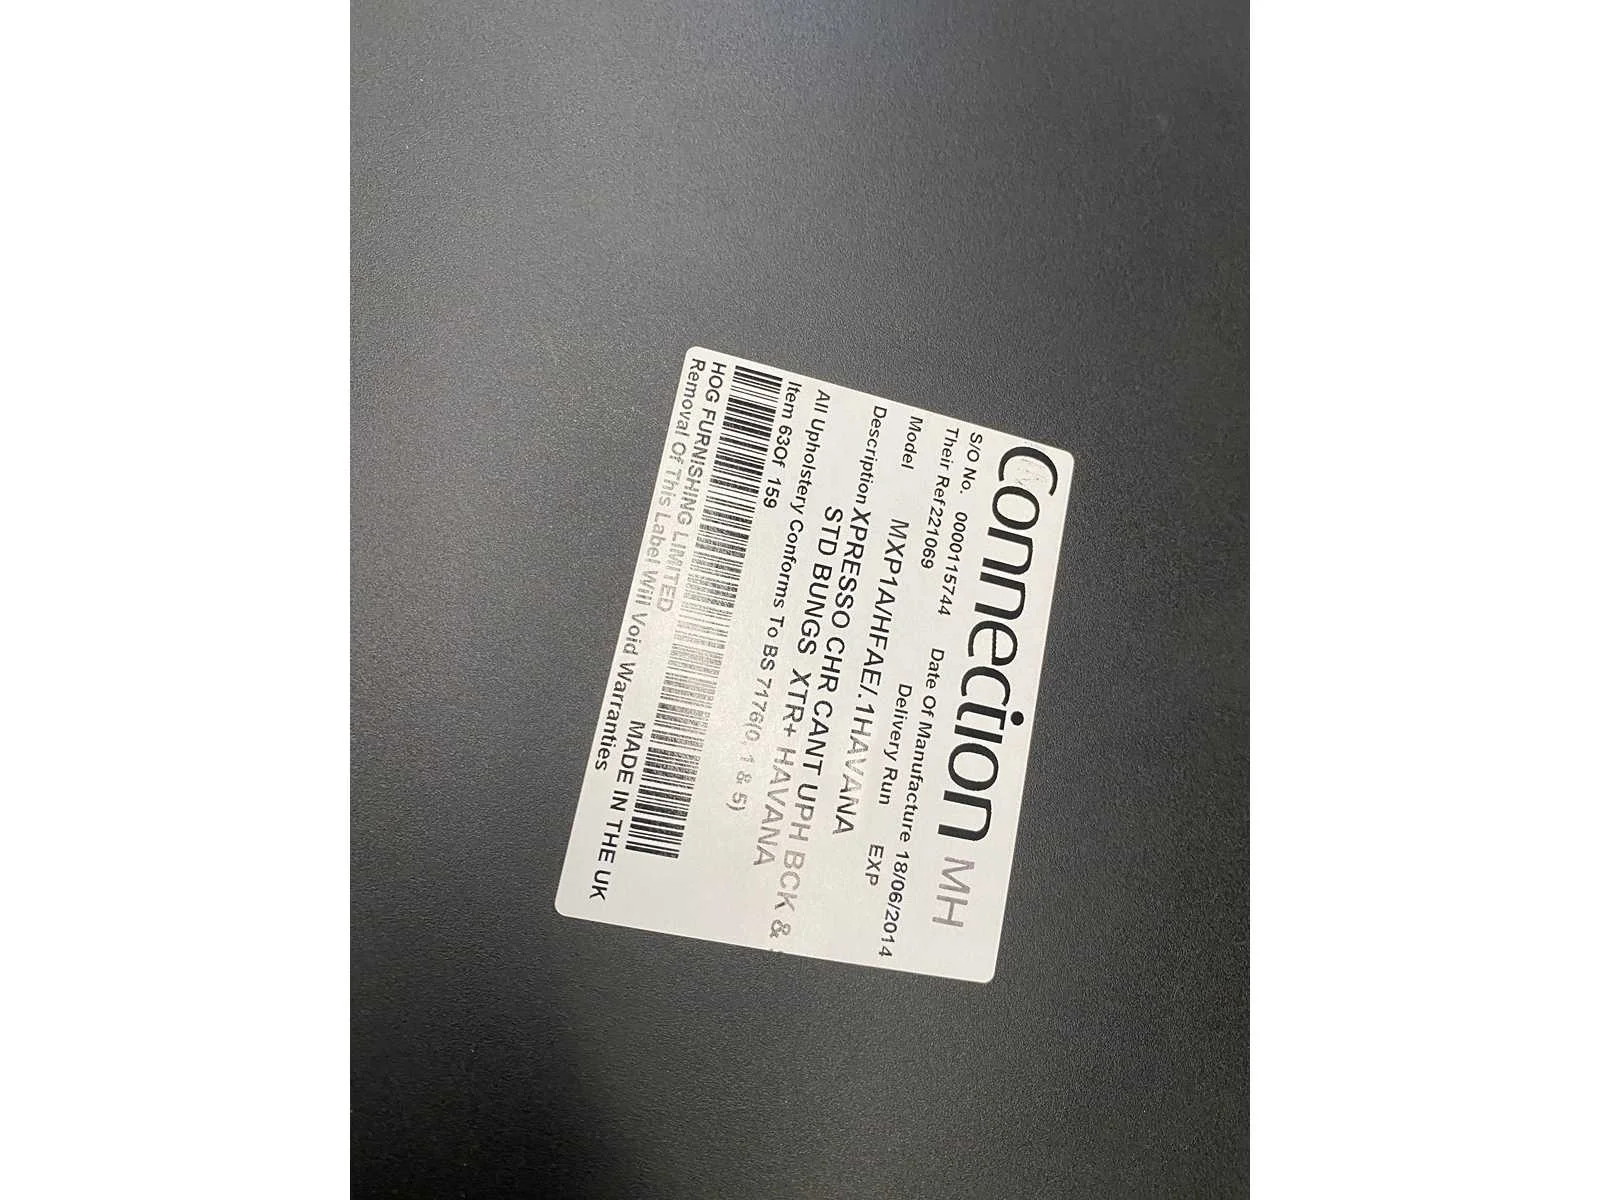 Connection MH
S/O No. 0000115744 Date Of Manufacture 18/06/2014
Their Ref 221069 Delivery Run EXP
Model MXP1A/HFAE/.1HAVANA
Description XPRESSO CHR CANT UPH BCK &
STD BUNGS XTR+ HAVANA
All Upholstery Conforms To BS 7176(0, 1 & 5)
Item 63Of 159
HOG FURNISHING LIMITED MADE IN THE UK
Removal Of This Label Will Void Warranties